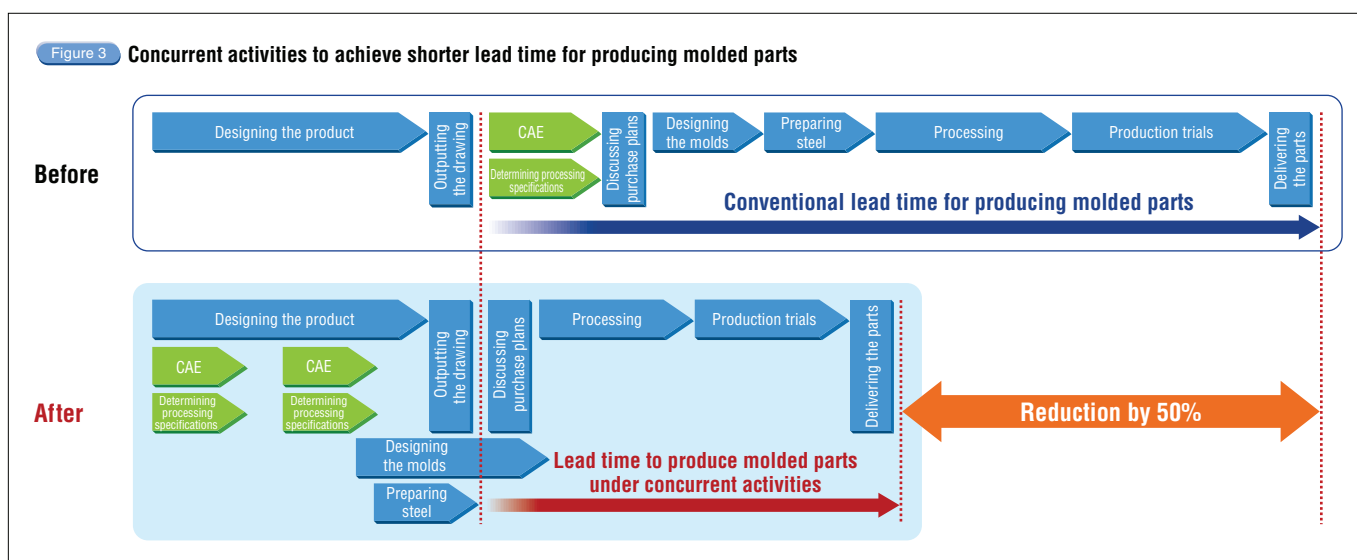 Figure 3
Concurrent activities to achieve shorter lead time for producing molded parts
Before
Designing the product
Outputting
the drawing
CAE
Determining processing
specifications
Discussing
purchase plans
Designing
the molds
Preparing
steel
Processing
Production trials
Delivering
the parts
Conventional lead time for producing molded parts
After
Designing the product
CAE
CAE
Determining
processing
specifications
Determining
processing
specifications
Outputting
the drawing
Discussing
purchase plans
Processing
Production trials
Delivering the parts
Designing
the molds
Preparing
steel
Lead time to produce molded parts
under concurrent activities
Reduction by 50%